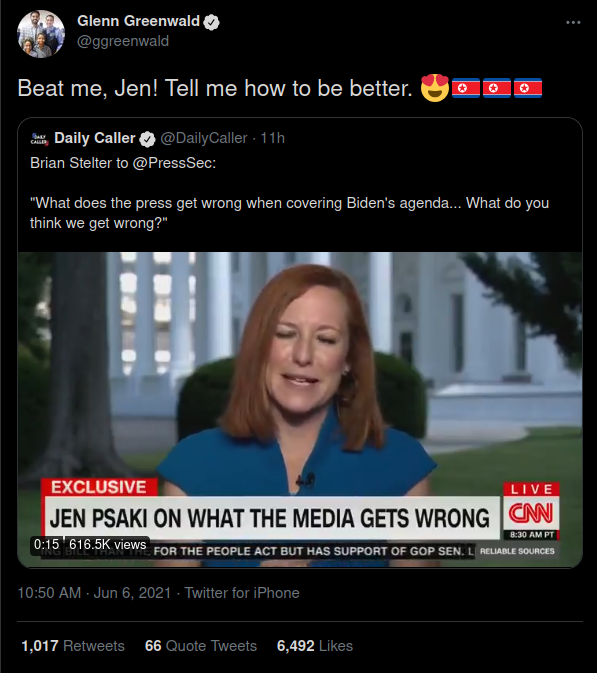 Glenn Greenwald
@ggreenwald
Beat me, Jen! Tell me how to be better. 😍🇰🇵🇰🇵🇰🇵
DAILY CALLER
Daily Caller @DailyCaller · 11h
Brian Stelter to @PressSec:
"What does the press get wrong when covering Biden's agenda... What do you
think we get wrong?"
EXCLUSIVE
LIVE
JEN PSAKI ON WHAT THE MEDIA GETS WRONG
CNN
8:30 AM PT
0:15 616.5K views
FOR THE PEOPLE ACT BUT HAS SUPPORT OF GOP SEN. L
RELIABLE SOURCES
10:50 AM · Jun 6, 2021 · Twitter for iPhone
1,017 Retweets 66 Quote Tweets 6,492 Likes